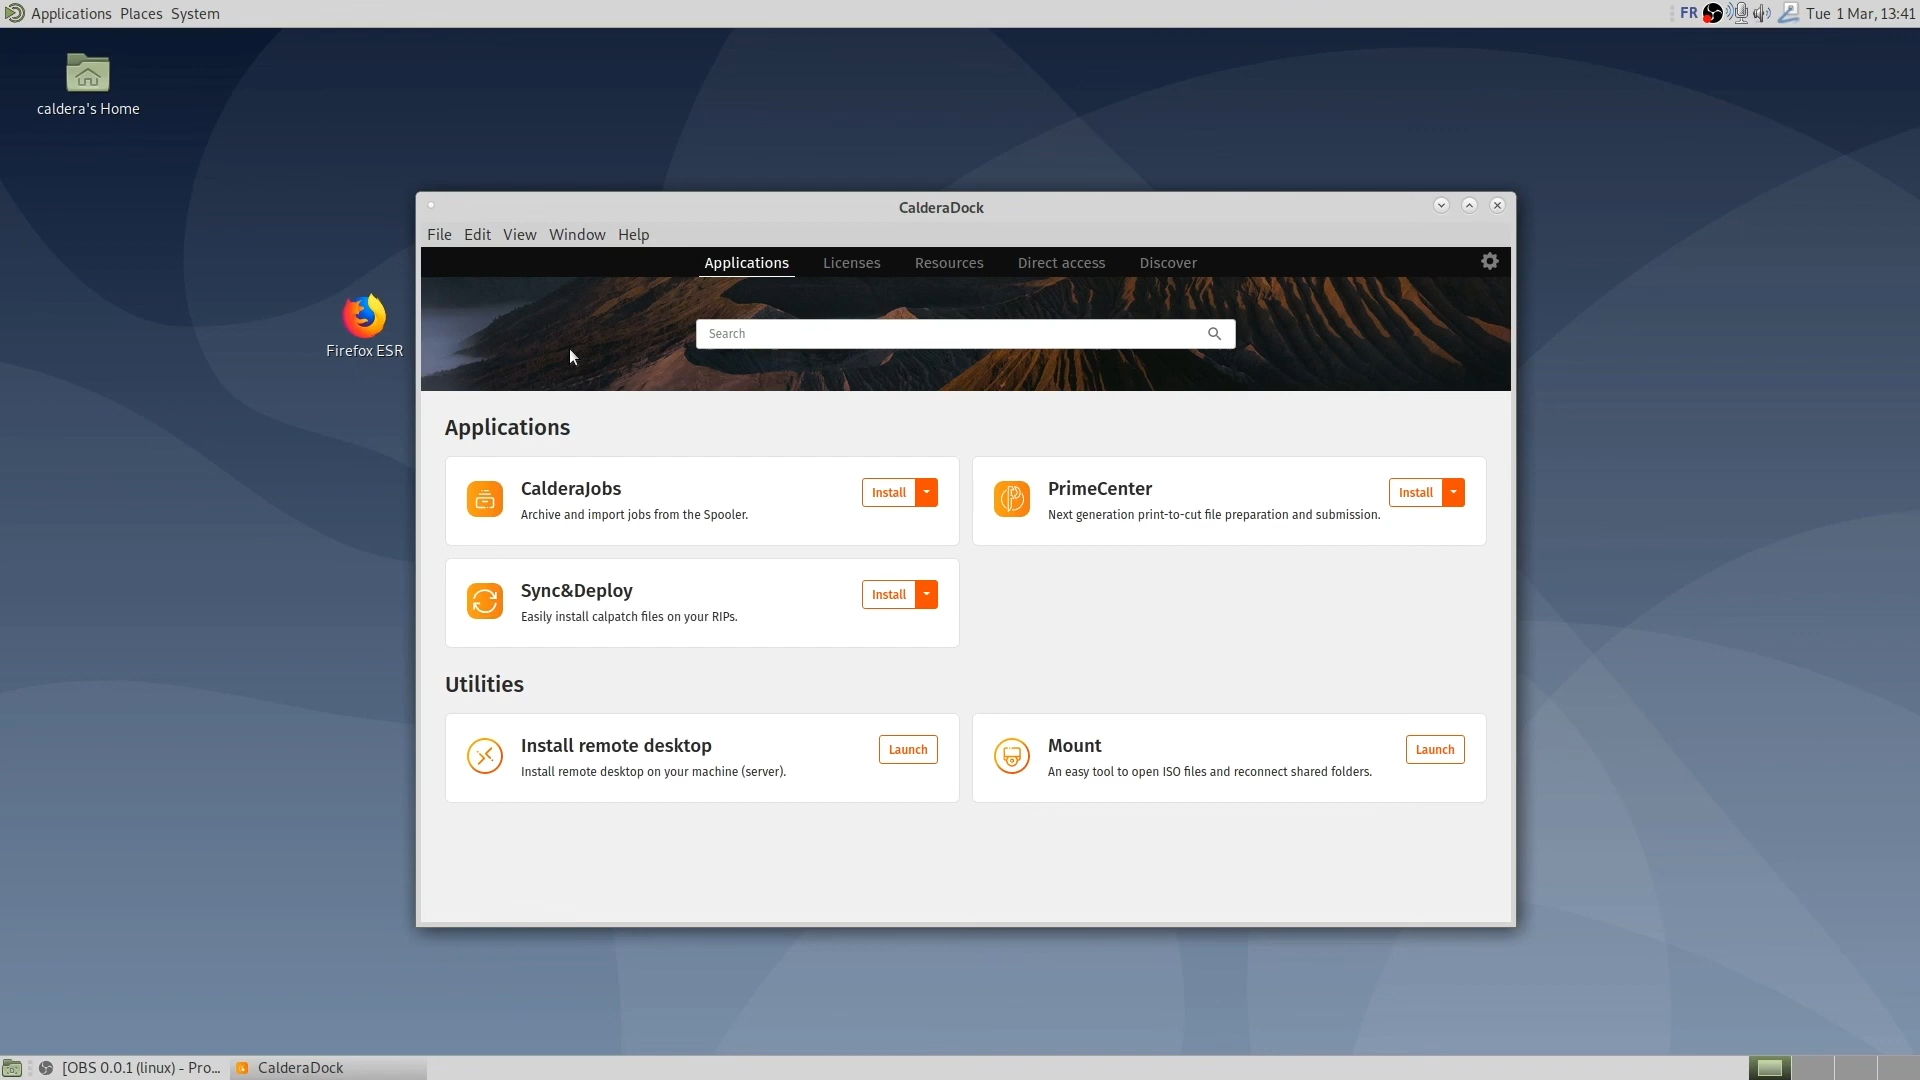 Applications Places System
FR Tue 1 Mar, 13:41
caldera's Home
Firefox ESR
CalderaDock
File Edit View Window Help
Applications Licenses Resources Direct access Discover
Search
Applications
CalderaJobs
Archive and import jobs from the Spooler.
Install
PrimeCenter
Next generation print-to-cut file preparation and submission.
Install
Sync&Deploy
Easily install calpatch files on your RIPs.
Install
Utilities
Install remote desktop
Install remote desktop on your machine (server).
Launch
Mount
An easy tool to open ISO files and reconnect shared folders.
Launch
[OBS 0.0.1 (linux) - Pro... CalderaDock